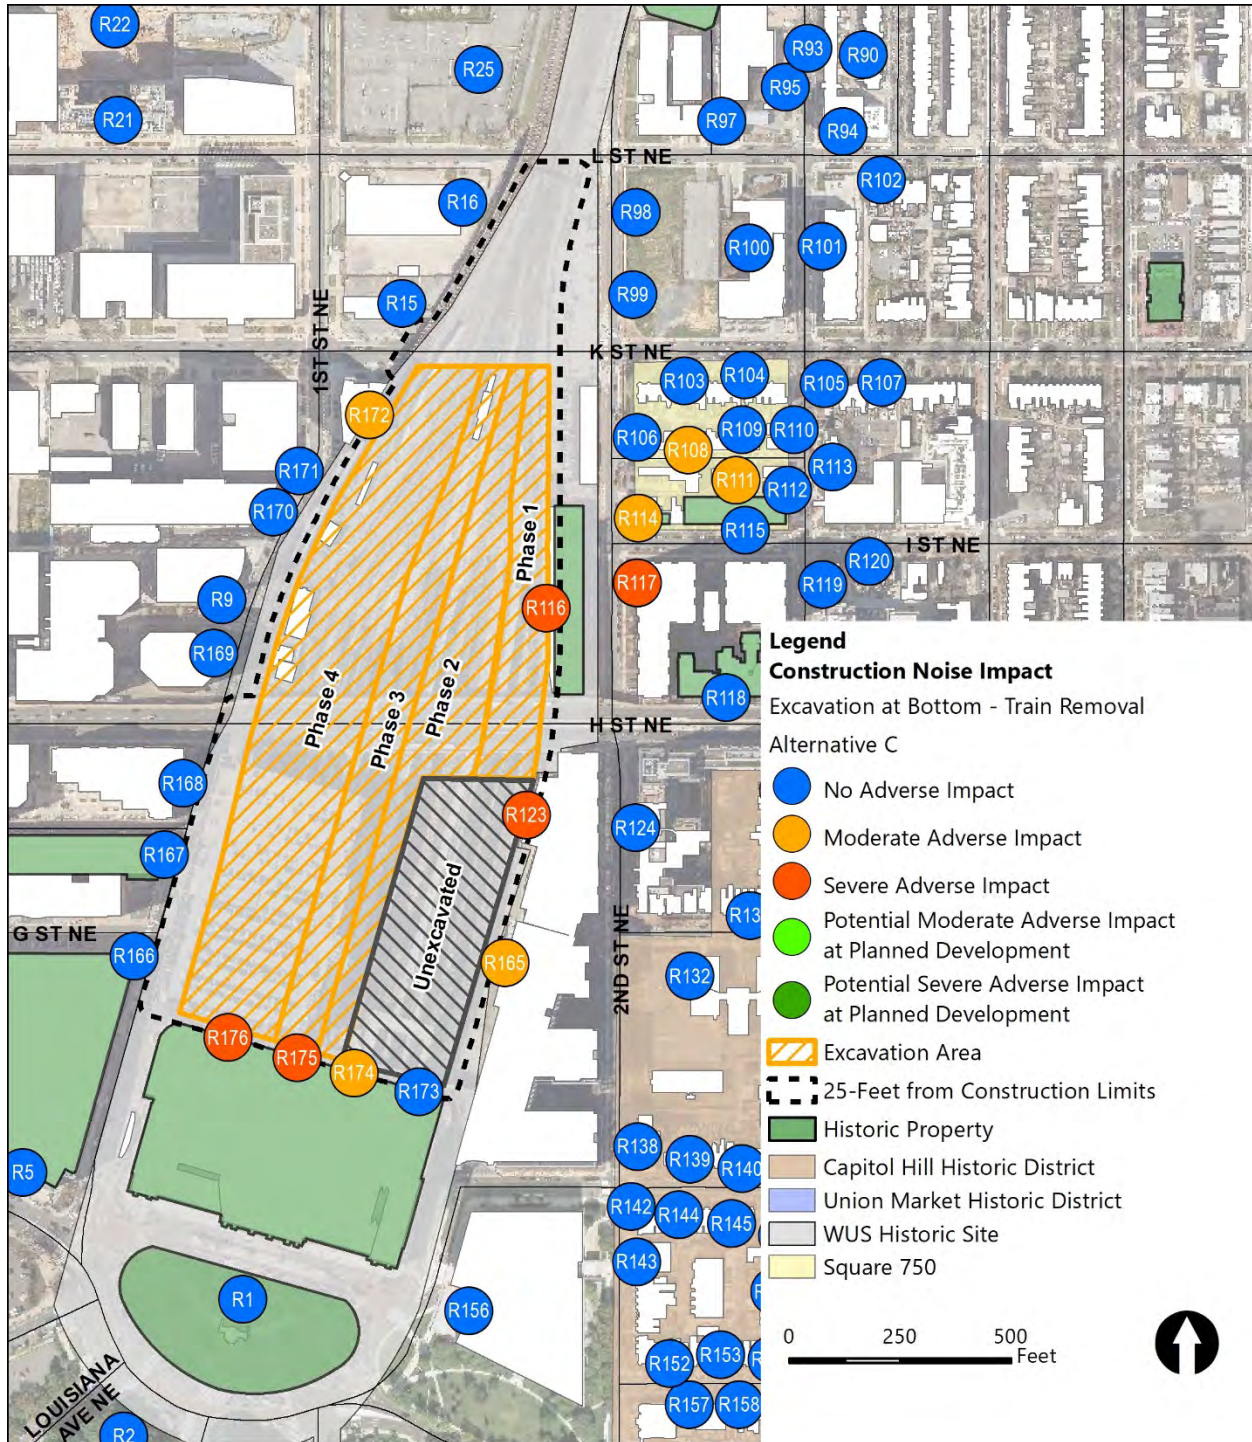 R22
R25
R93
R90
R95
R21
R97
R94
L ST NE
R102
R16
R98
R100
R101
R15
R99
1ST ST NE
K ST NE
R103
R104
R105
R107
R172
R106
R108
R109
R110
R171
R111
R112
R113
R170
R114
R115
Phase 1
I ST NE
R120
R117
R119
R9
R116
R169
Phase 4
Phase 3
Phase 2
R118
H ST NE
R168
R123
R124
R167
Unexcavated
2ND ST NE
R13
G ST NE
R166
R165
R132
R176
R175
R174
R173
R138
R139
R140
R5
R142
R144
R145
R143
R1
R156
R152
R153
R157
R158
LOUISIANA
AVE NE
R2
Legend
Construction Noise Impact
Excavation at Bottom - Train Removal
Alternative C
No Adverse Impact
Moderate Adverse Impact
Severe Adverse Impact
Potential Moderate Adverse Impact
at Planned Development
Potential Severe Adverse Impact
at Planned Development
Excavation Area
25-Feet from Construction Limits
Historic Property
Capitol Hill Historic District
Union Market Historic District
WUS Historic Site
Square 750
0 250 500
Feet